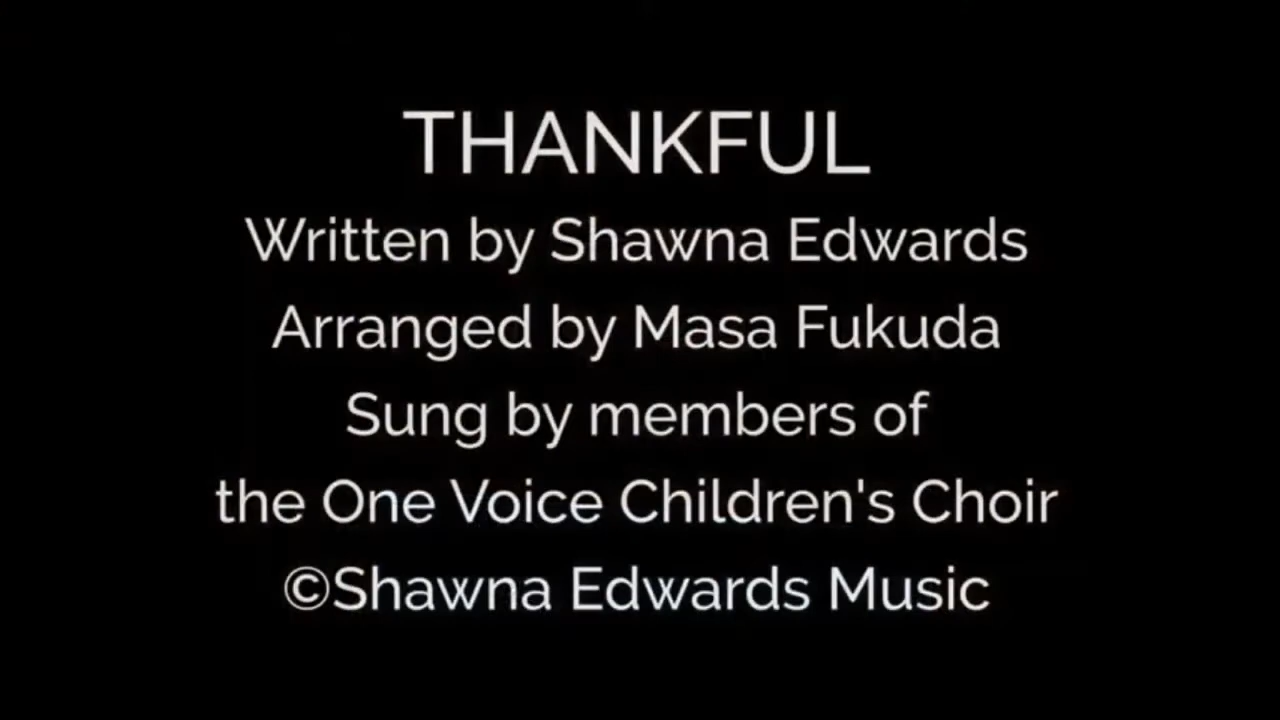 THANKFUL
Written by Shawna Edwards
Arranged by Masa Fukuda
Sung by members of
the One Voice Children's Choir
©Shawna Edwards Music